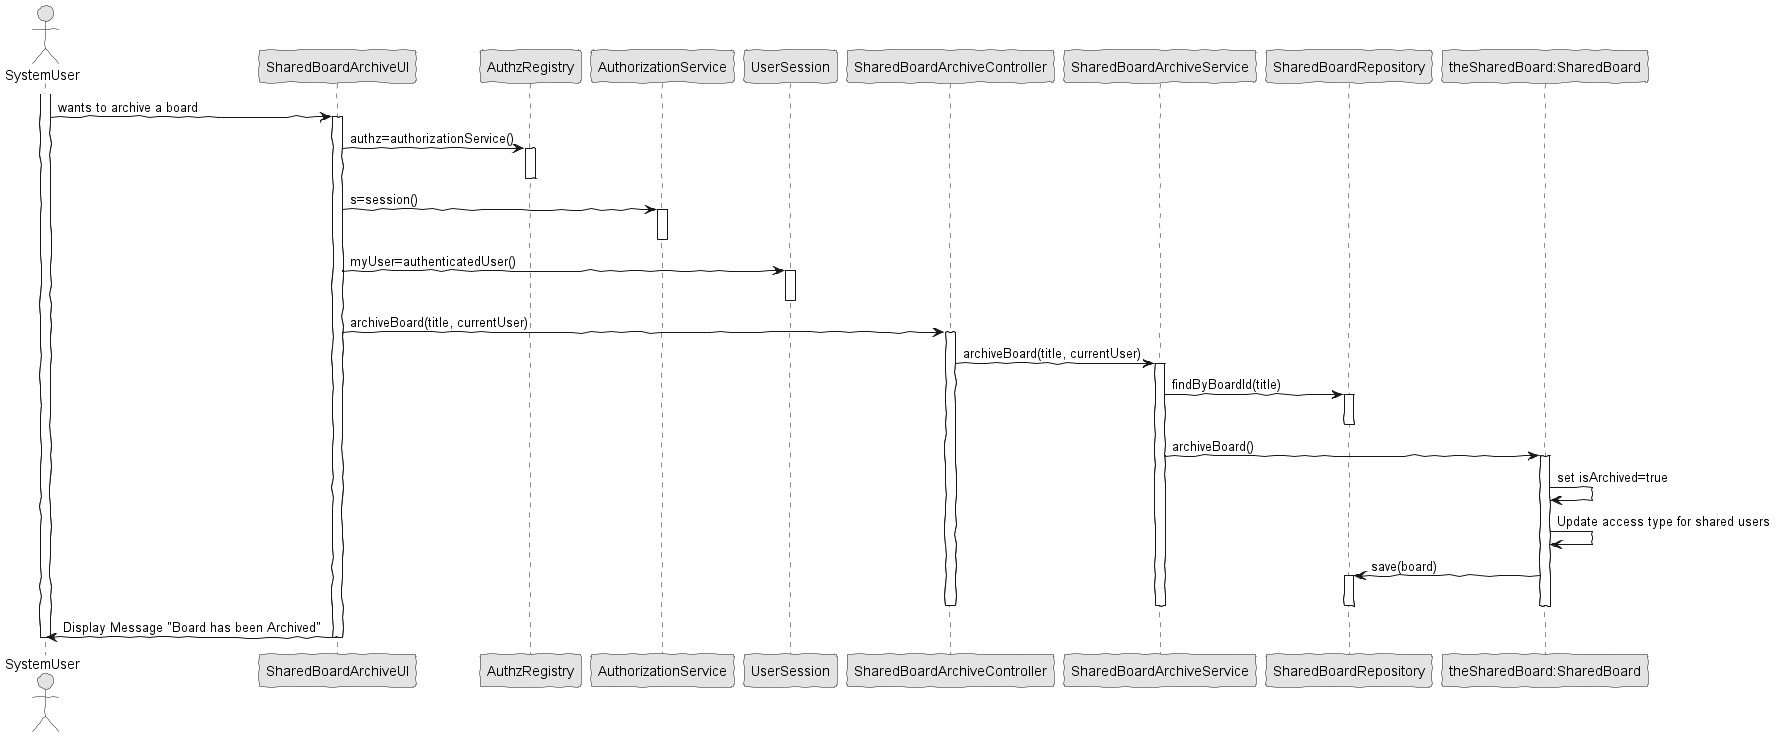 SystemUser
SharedBoardArchiveUI
AuthzRegistry
AuthorizationService
UserSession
SharedBoardArchiveController
SharedBoardArchiveService
SharedBoardRepository
theSharedBoard:SharedBoard
wants to archive a board
authz=authorizationService()
s=session()
myUser=authenticatedUser()
archiveBoard(title, currentUser)
archiveBoard(title, currentUser)
findByBoardId(title)
archiveBoard()
set isArchived=true
Update access type for shared users
save(board)
Display Message "Board has been Archived"
SystemUser
SharedBoardArchiveUI
AuthzRegistry
AuthorizationService
UserSession
SharedBoardArchiveController
SharedBoardArchiveService
SharedBoardRepository
theSharedBoard:SharedBoard